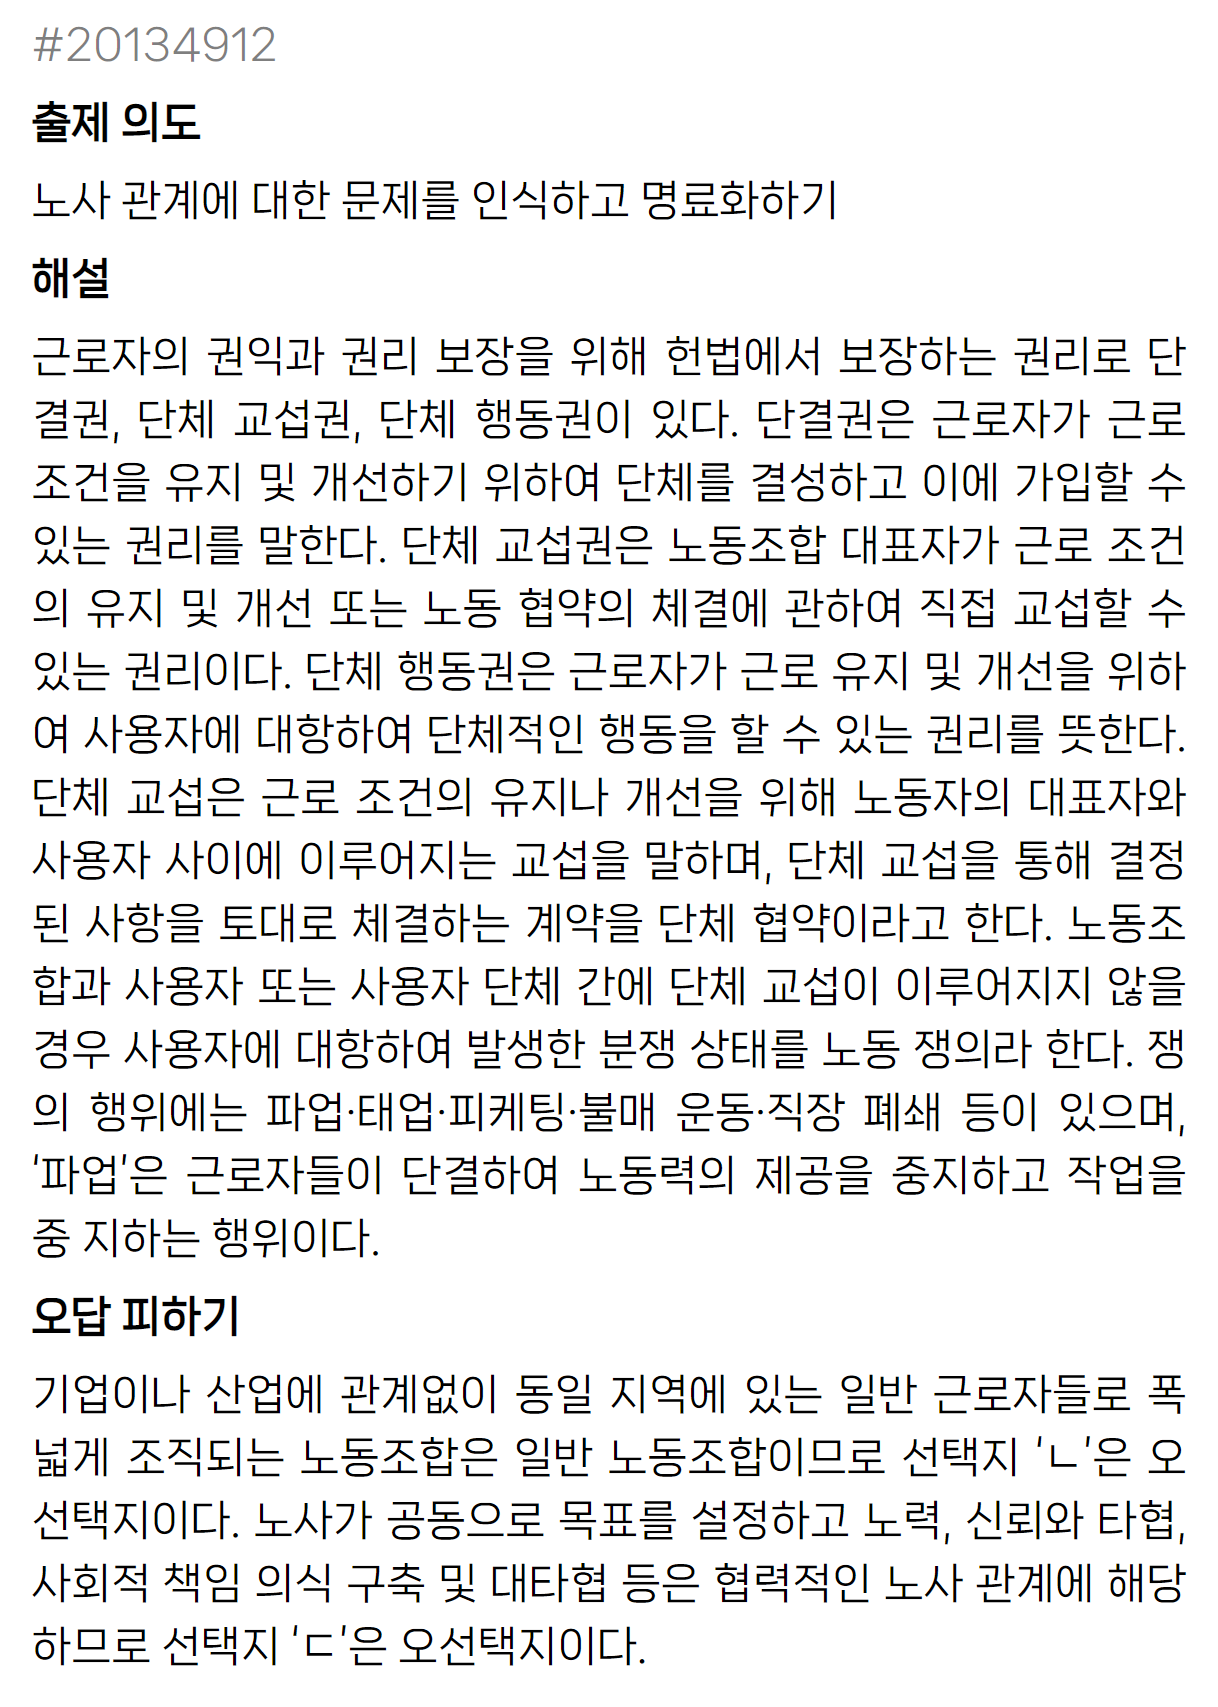 #20134912
출제 의도
노사 관계에 대한 문제를 인식하고 명료화하기
해설
근로자의 권익과 권리 보장을 위해 헌법에서 보장하는 권리로 단
결권, 단체 교섭권, 단체 행동권이 있다. 단결권은 근로자가 근로
조건을 유지 및 개선하기 위하여 단체를 결성하고 이에 가입할 수
있는 권리를 말한다. 단체 교섭권은 노동조합 대표자가 근로 조건
의 유지 및 개선 또는 노동 협약의 체결에 관하여 직접 교섭할 수
있는 권리이다. 단체 행동권은 근로자가 근로 유지 및 개선을 위하
여 사용자에 대항하여 단체적인 행동을 할 수 있는 권리를 뜻한다.
단체 교섭은 근로 조건의 유지나 개선을 위해 노동자의 대표자와
사용자 사이에 이루어지는 교섭을 말하며, 단체 교섭을 통해 결정
된 사항을 토대로 체결하는 계약을 단체 협약이라고 한다. 노동조
합과 사용자 또는 사용자 단체 간에 단체 교섭이 이루어지지 않을
경우 사용자에 대항하여 발생한 분쟁 상태를 노동 쟁의라 한다. 쟁
의 행위에는 파업·태업·피케팅·불매 운동·직장 폐쇄 등이 있으며,
'파업'은 근로자들이 단결하여 노동력의 제공을 중지하고 작업을
중 지하는 행위이다.
오답 피하기
기업이나 산업에 관계없이 동일 지역에 있는 일반 근로자들로 폭
넓게 조직되는 노동조합은 일반 노동조합이므로 선택지 'ㄴ'은 오
선택지이다. 노사가 공동으로 목표를 설정하고 노력, 신뢰와 타협,
사회적 책임 의식 구축 및 대타협 등은 협력적인 노사 관계에 해당
하므로 선택지 'ㄷ'은 오선택지이다.